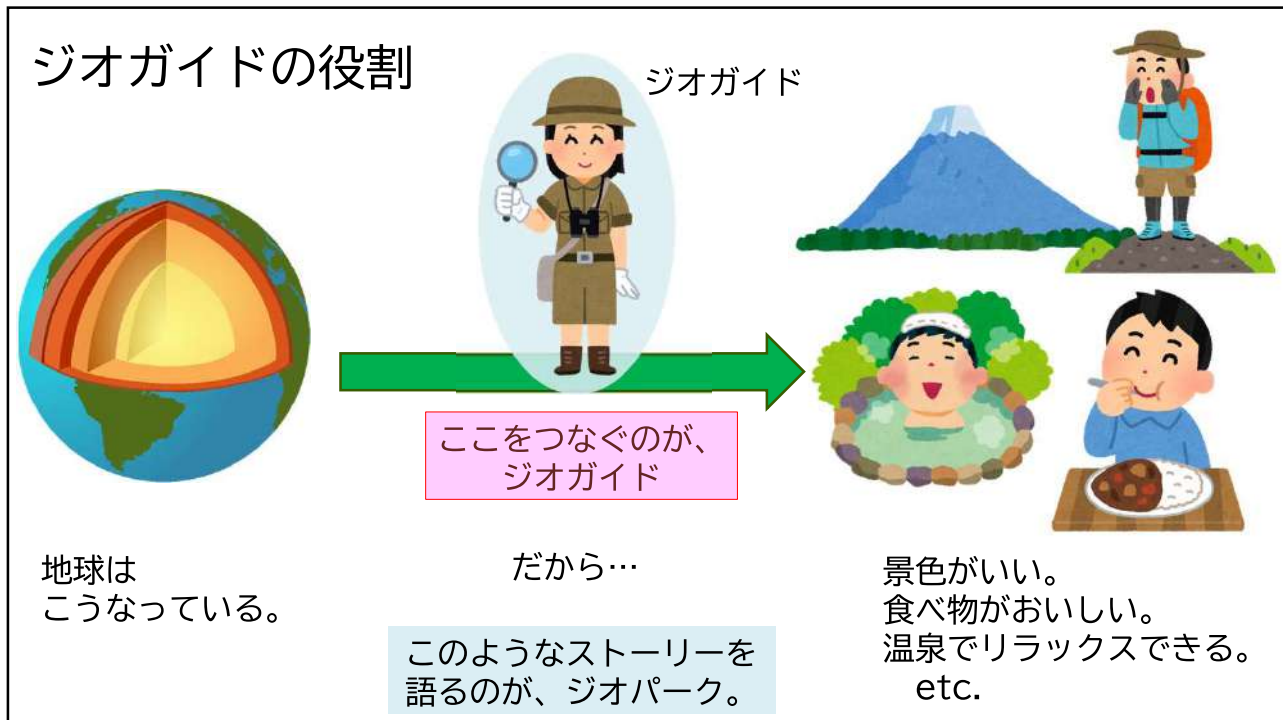 ジオガイドの役割
ジオガイド
ここをつなぐのが、
ジオガイド
地球は
こうなっている。
だから…
このようなストーリーを
語るのが、ジオパーク。
景色がいい。
食べ物がおいしい。
温泉でリラックスできる。
etc.